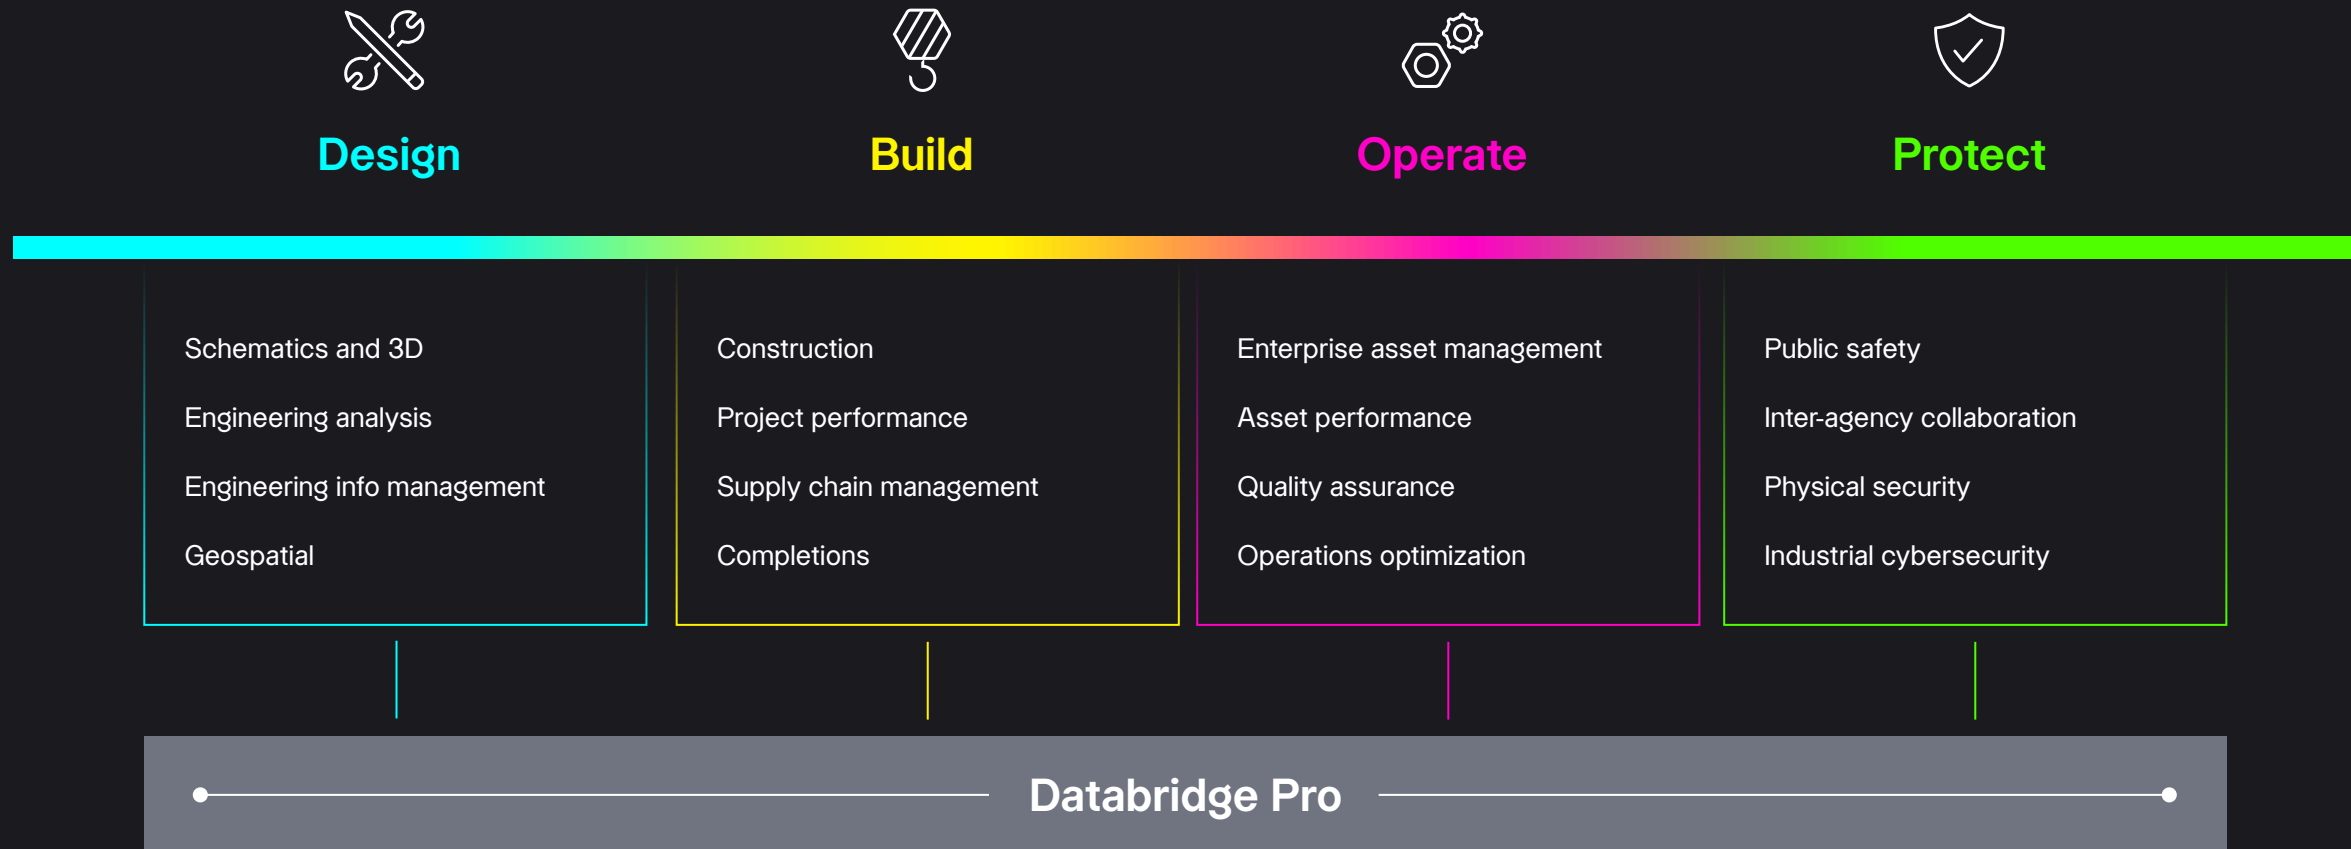 Design
Build
Operate
Protect
Schematics and 3D
Engineering analysis
Engineering info management
Geospatial
Construction
Project performance
Supply chain management
Completions
Enterprise asset management
Asset performance
Quality assurance
Operations optimization
Public safety
Inter-agency collaboration
Physical security
Industrial cybersecurity
Databridge Pro